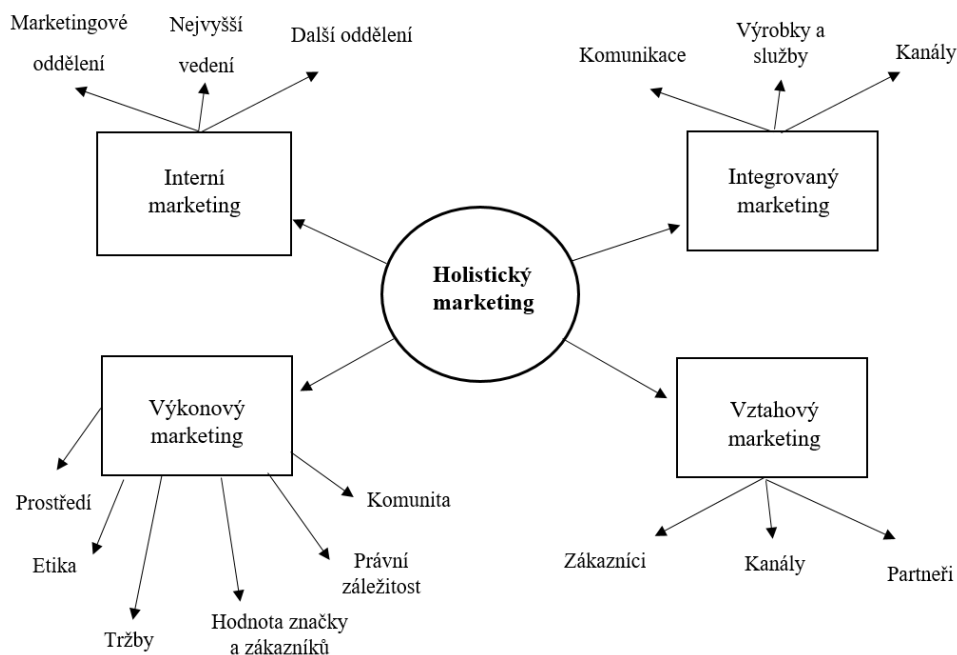 Marketingové
oddělení
Nejvyšší
vedení
Další oddělení
Interní
marketing
Komunikace
Výrobky a
služby
Kanály
Integrovaný
marketing
Holistický
marketing
Výkonový
marketing
Prostředí
Etika
Tržby
Hodnota značky
a zákazníků
Právní
záležitost
Komunita
Vztahový
marketing
Zákazníci
Kanály
Partneři